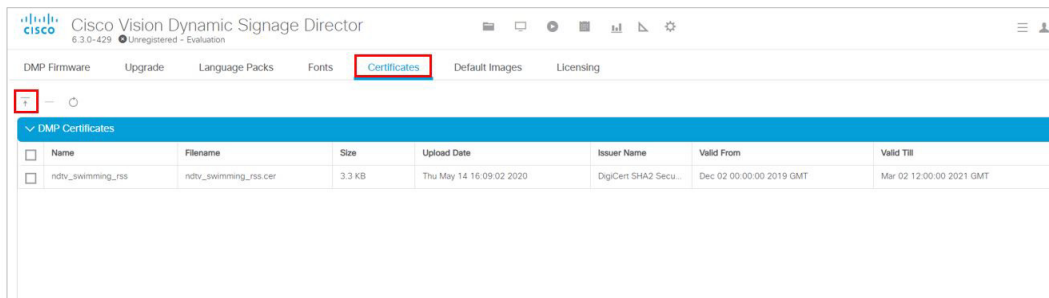 CISCO
Cisco Vision Dynamic Signage Director
6.3.0-429 Unregistered - Evaluation
DMP Firmware Upgrade Language Packs Fonts Certificates Default Images Licensing
DMP Certificates
Name Filename Size Upload Date Issuer Name Valid From Valid Till
ndtv_swimming_rss ndtv_swimming_rss.cer 3.3 KB Thu May 14 16:09:02 2020 DigiCert SHA2 Secu... Dec 02 00:00:00 2019 GMT Mar 02 12:00:00 2021 GMT